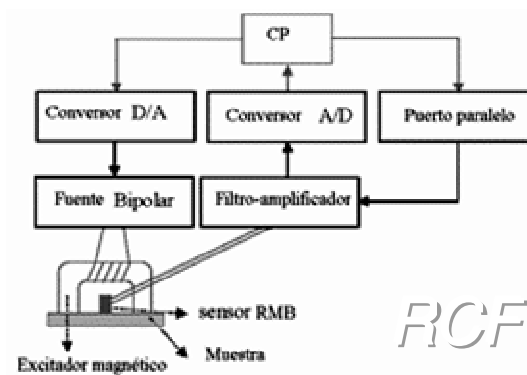 CP
Conversor D/A
Conversor A/D
Puerto paralelo
Fuente Bipolar
Filtro-amplificador
sensor RMB
RCF
Muestra
Excitador magnético